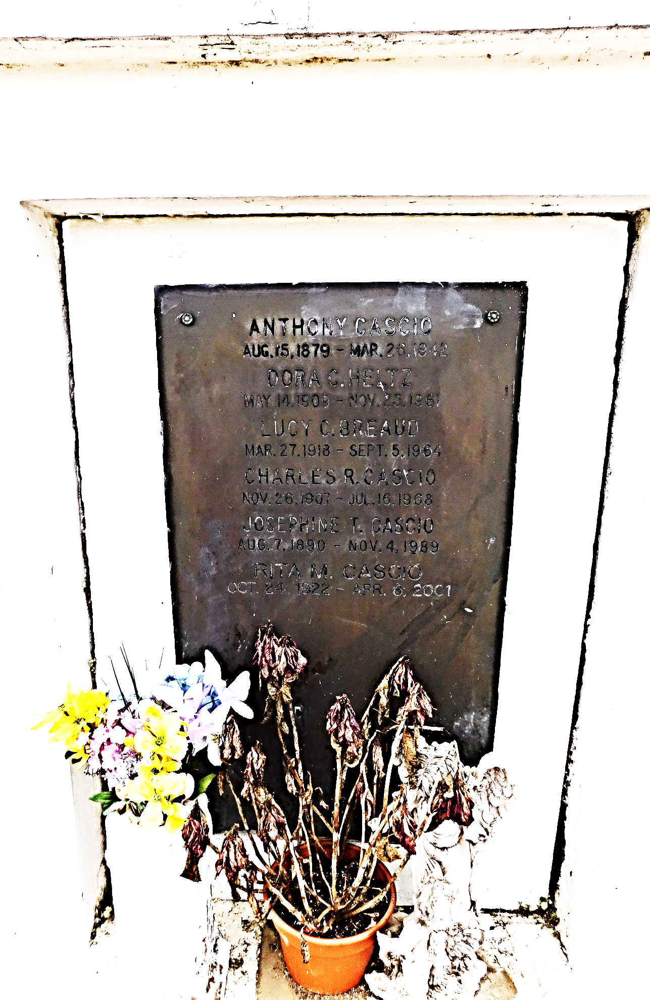 ANTHONY CASCIO
AUG. 15, 1879 - MAR. 26, 1942
DORA C. HELTZ
MAY 14, 1909 - NOV. 25, 1961
LUCY C. BREAUD
MAR. 27, 1918 - SEPT. 5, 1964
CHARLES R. CASCIO
NOV. 26, 1907 - JUL. 16, 1968
JOSEPHINE T. CASCIO
AUG. 7, 1890 - NOV. 4, 1989
RITA M. CASCIO
OCT. 24, 1922 - APR. 6, 2001